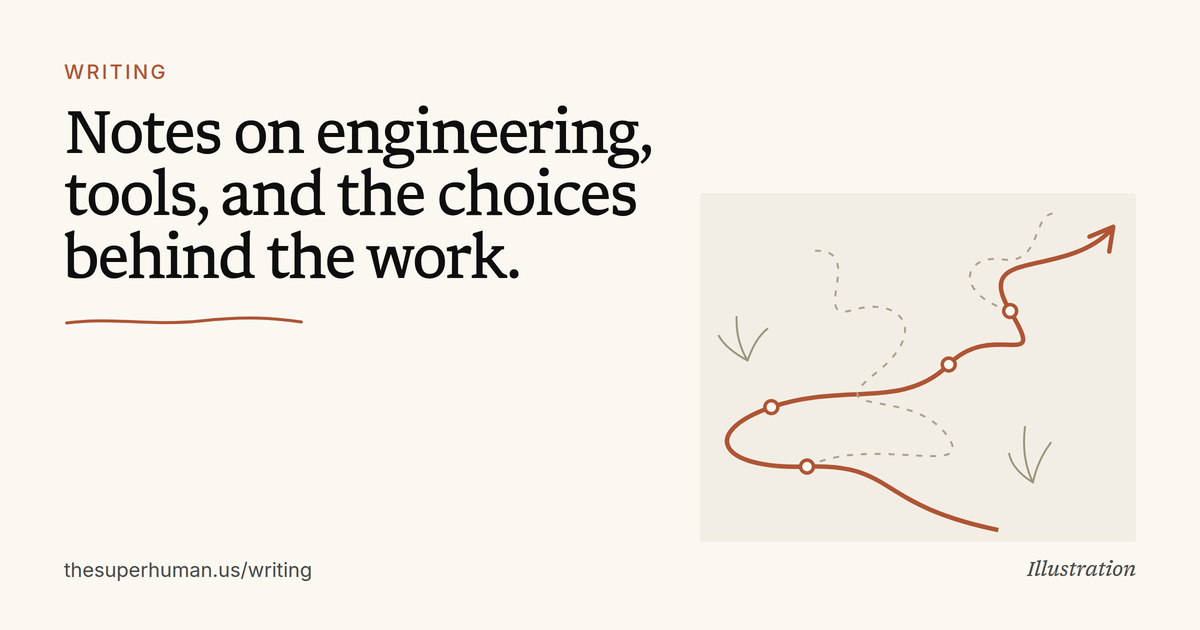 WRITING
Notes on engineering,
tools, and the choices
behind the work.
thesuperhuman.us/writing
Illustration